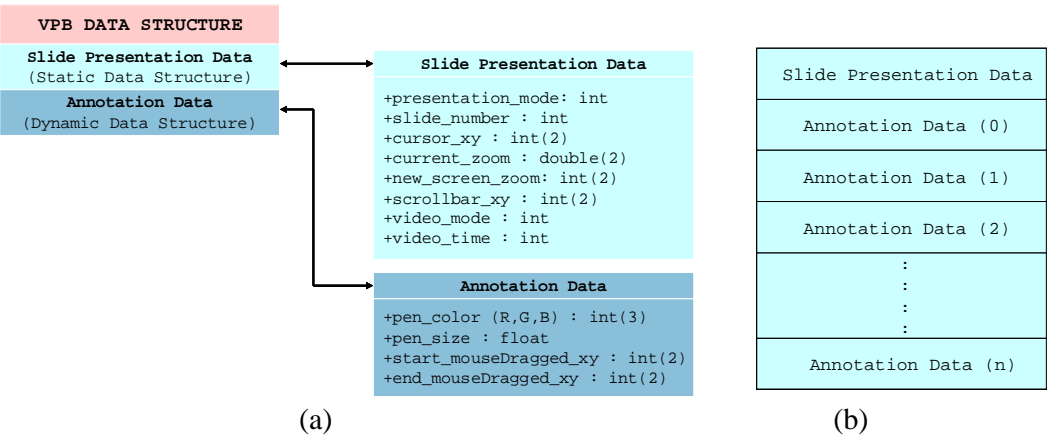 VPB DATA STRUCTURE
Slide Presentation Data
(Static Data Structure)
Annotation Data
(Dynamic Data Structure)
Slide Presentation Data
+presentation_mode: int
+slide_number : int
+cursor_xy : int(2)
+current_zoom : double(2)
+new_screen_zoom: int(2)
+scrollbar_xy : int(2)
+video_mode : int
+video_time : int
Annotation Data
+pen_color (R,G,B) : int(3)
+pen_size : float
+start_mouseDragged_xy : int(2)
+end_mouseDragged_xy : int(2)
(a)
Slide Presentation Data
Annotation Data (0)
Annotation Data (1)
Annotation Data (2)
:
:
:
:
Annotation Data (n)
(b)